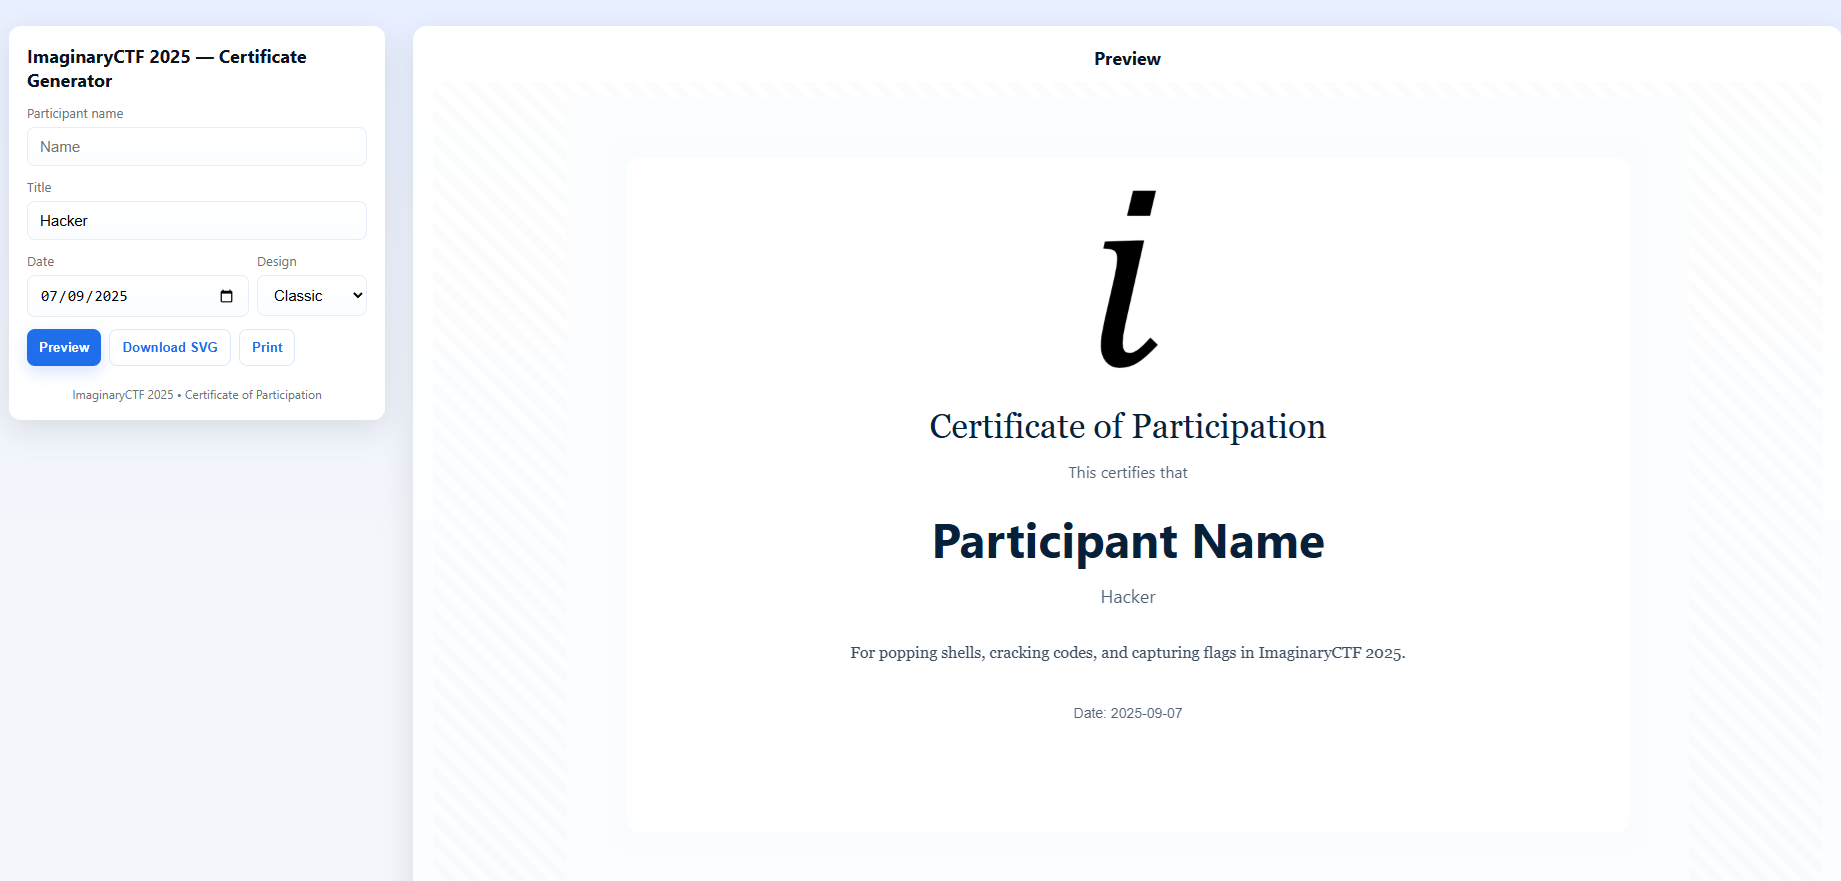 ImaginaryCTF 2025 — Certificate
Generator
Participant name
Name
Title
Hacker
Date
Design
07/09/2025
Classic
Preview
Download SVG
Print
ImaginaryCTF 2025 • Certificate of Participation
Preview
i
Certificate of Participation
This certifies that
Participant Name
Hacker
For popping shells, cracking codes, and capturing flags in ImaginaryCTF 2025.
Date: 2025-09-07